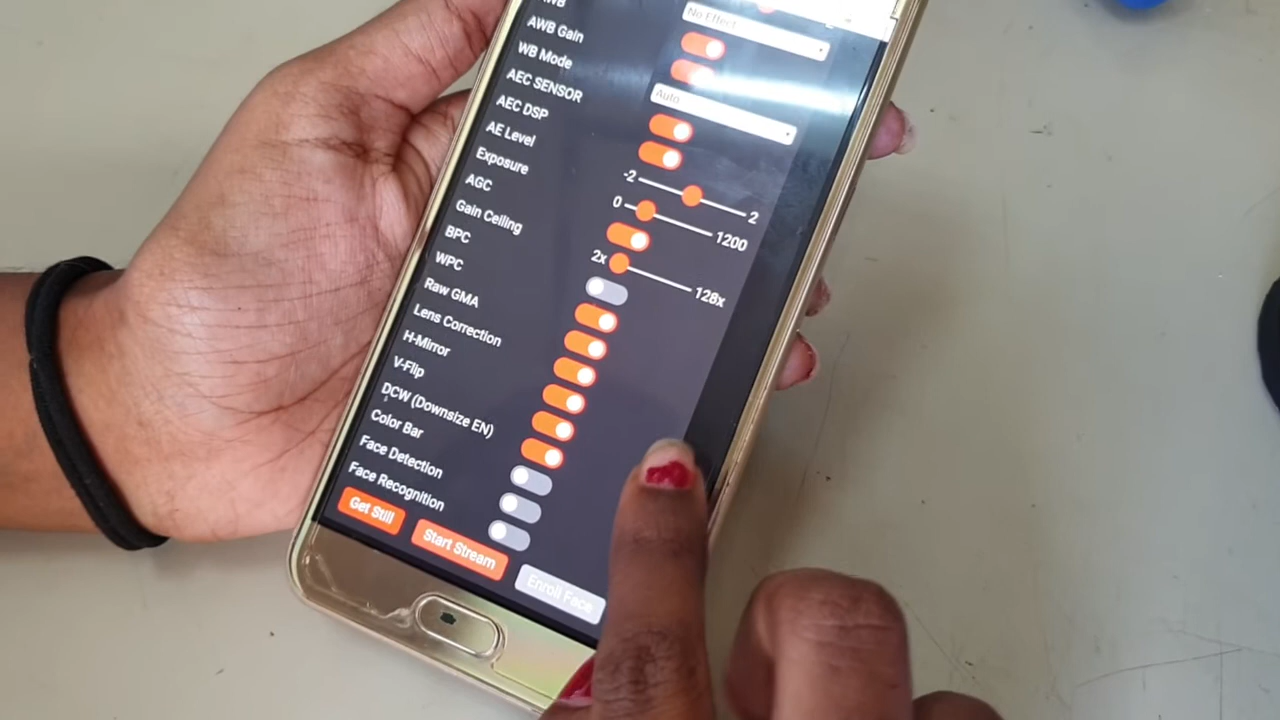 AWB
No Effect
AWB Gain
WB Mode
AEC SENSOR
Auto
AEC DSP
AE Level
-2 2
Exposure
0 1200
AGC
Gain Ceiling
2x 128x
BPC
WPC
Raw GMA
Lens Correction
H-Mirror
V-Flip
DCW (Downsize EN)
Color Bar
Face Detection
Face Recognition
Get Still
Start Stream
Enroll Face